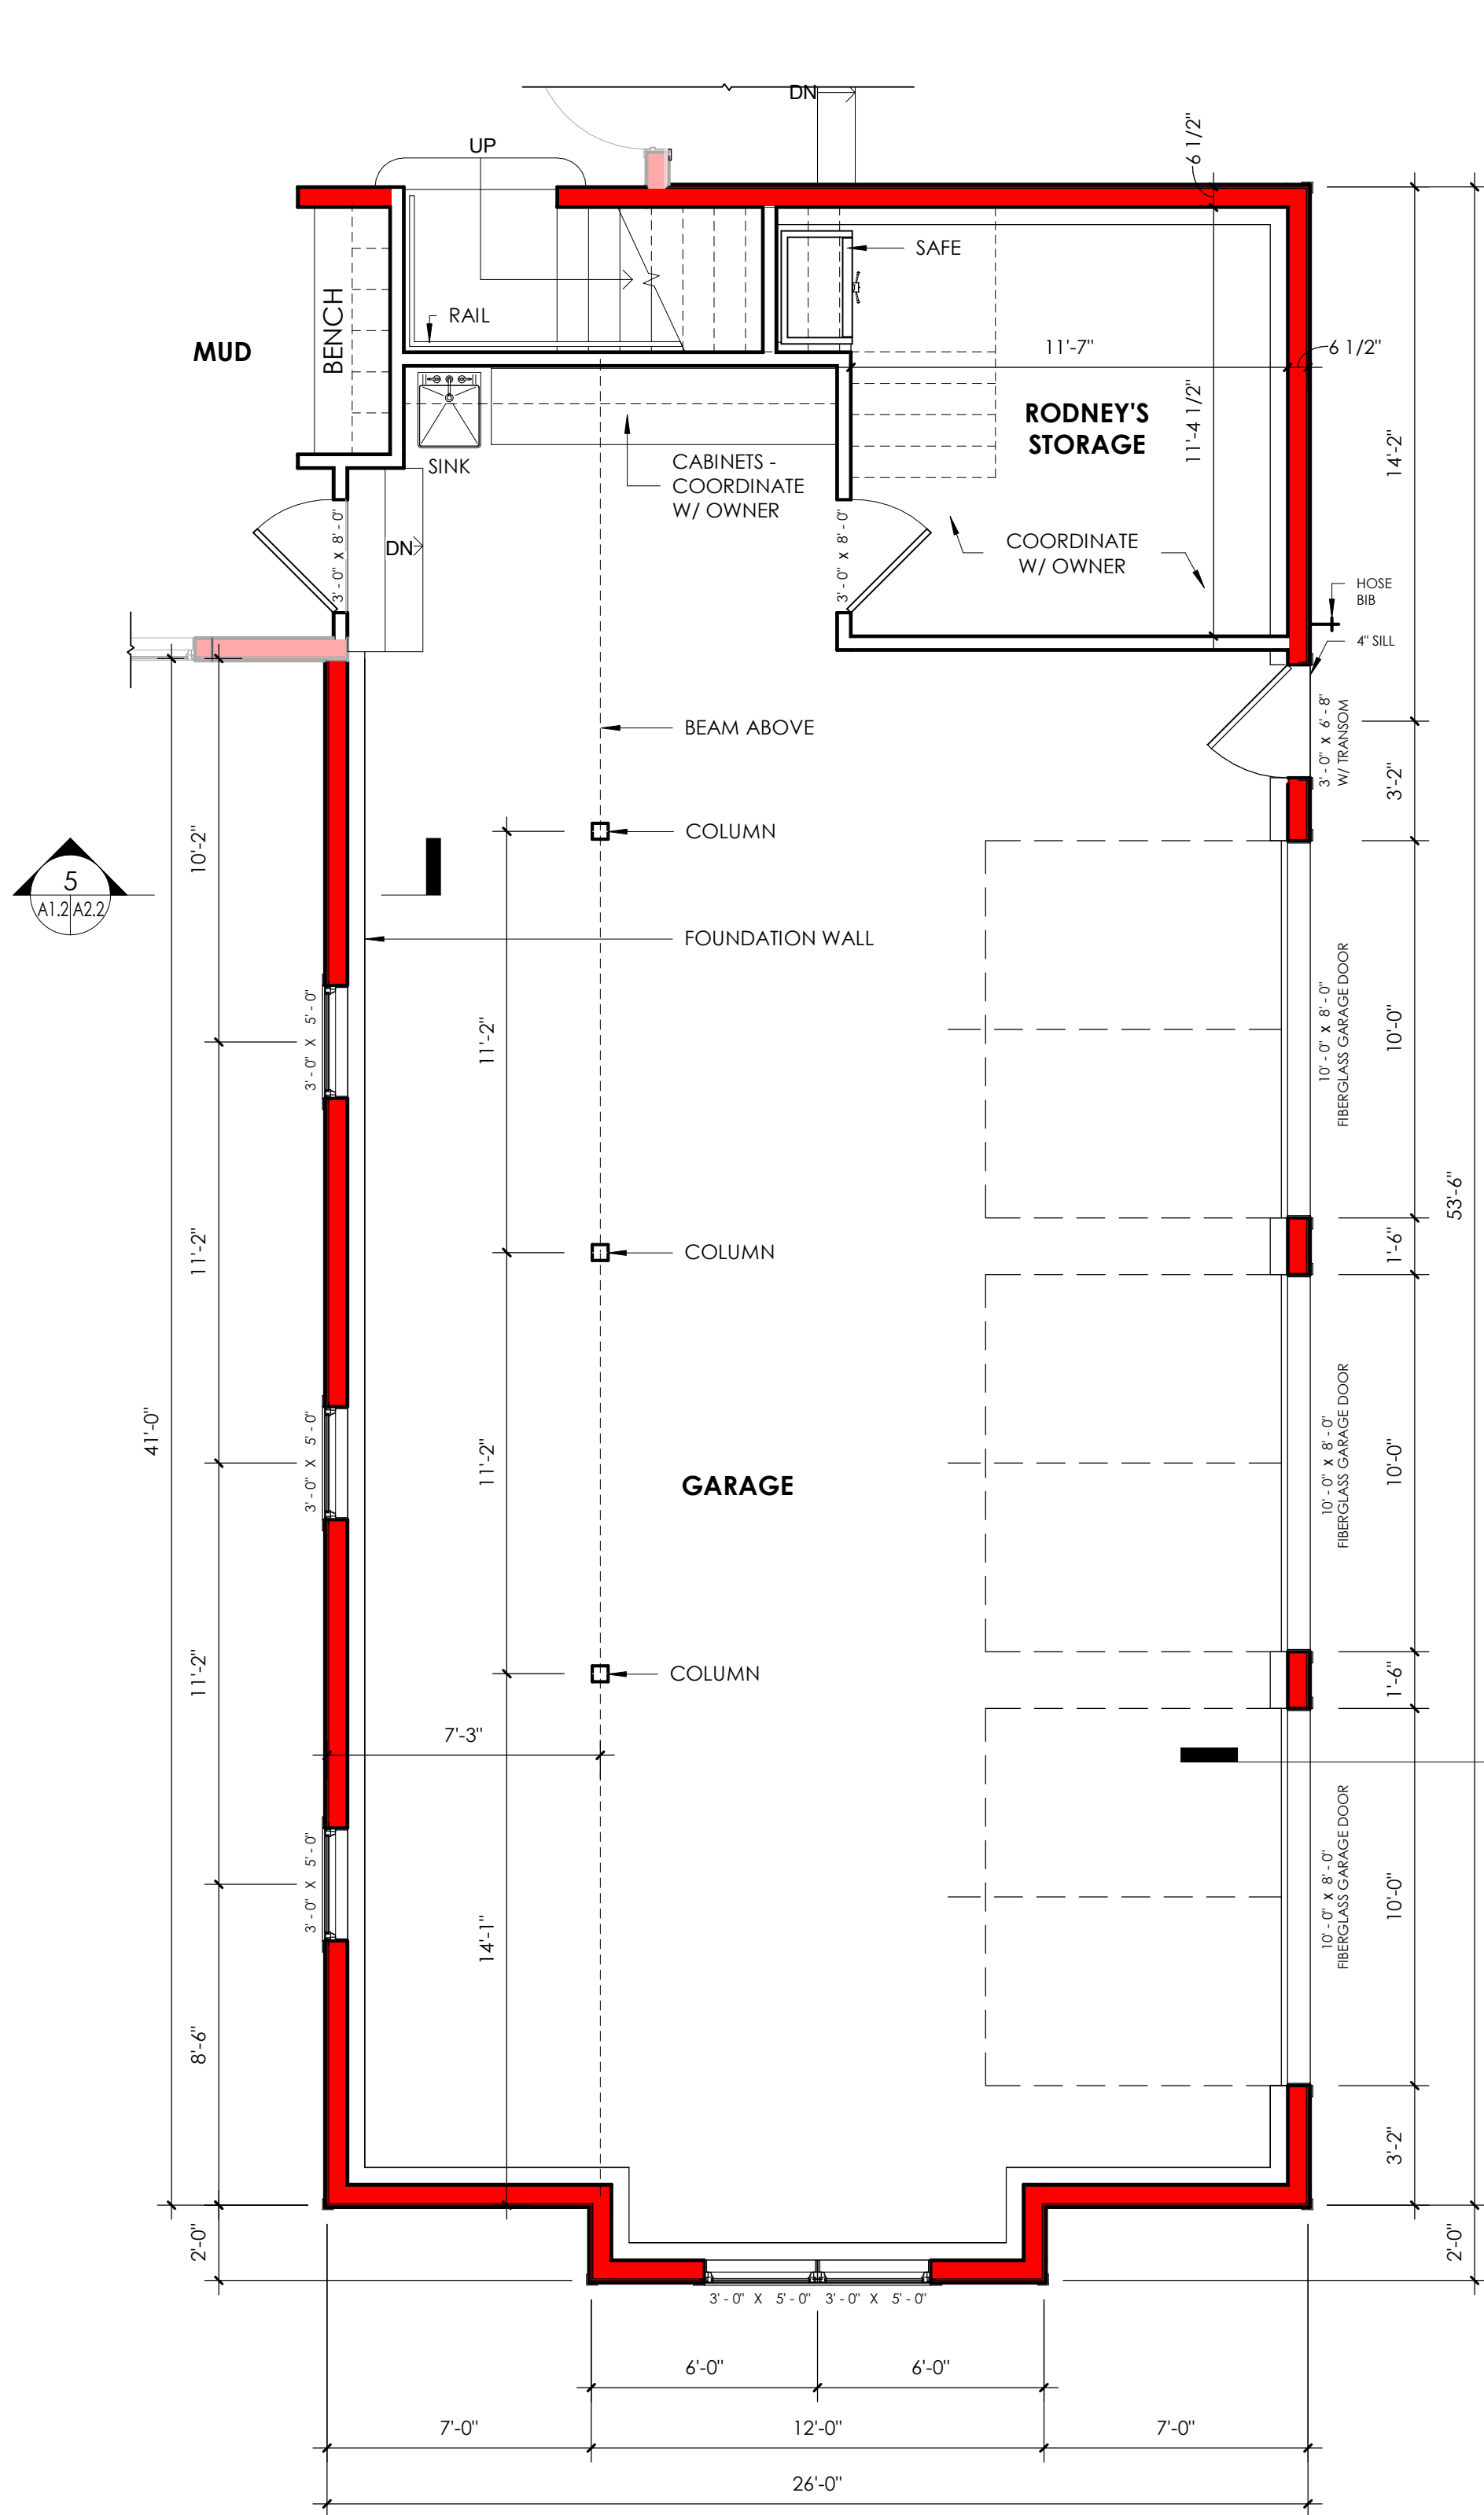 DN
UP
6 1/2"
SAFE
BENCH
RAIL
MUD
11'-7"
6 1/2"
RODNEY'S
STORAGE
11'-4 1/2"
14'-2"
SINK
CABINETS -
COORDINATE
W/ OWNER
3' - 0" X 8' - 0"
DN
3' - 0" X 8' - 0"
COORDINATE
W/ OWNER
HOSE
BIB
4" SILL
3' - 0" X 6' - 8"
W/ TRANSOM
BEAM ABOVE
3'-2"
COLUMN
10'-2"
5
A1.2 A2.2
FOUNDATION WALL
3' - 0" X 5' - 0"
11'-2"
10' - 0" X 8' - 0"
FIBERGLASS GARAGE DOOR
10'-0"
53'-6"
11'-2"
COLUMN
1'-6"
41'-0"
3' - 0" X 5' - 0"
11'-2"
GARAGE
10' - 0" X 8' - 0"
FIBERGLASS GARAGE DOOR
10'-0"
11'-2"
COLUMN
1'-6"
7'-3"
3' - 0" X 5' - 0"
14'-1"
10' - 0" X 8' - 0"
FIBERGLASS GARAGE DOOR
10'-0"
8'-6"
3'-2"
2'-0"
2'-0"
3' - 0" X 5' - 0" 3' - 0" X 5' - 0"
6'-0" 6'-0"
7'-0" 12'-0" 7'-0"
26'-0"